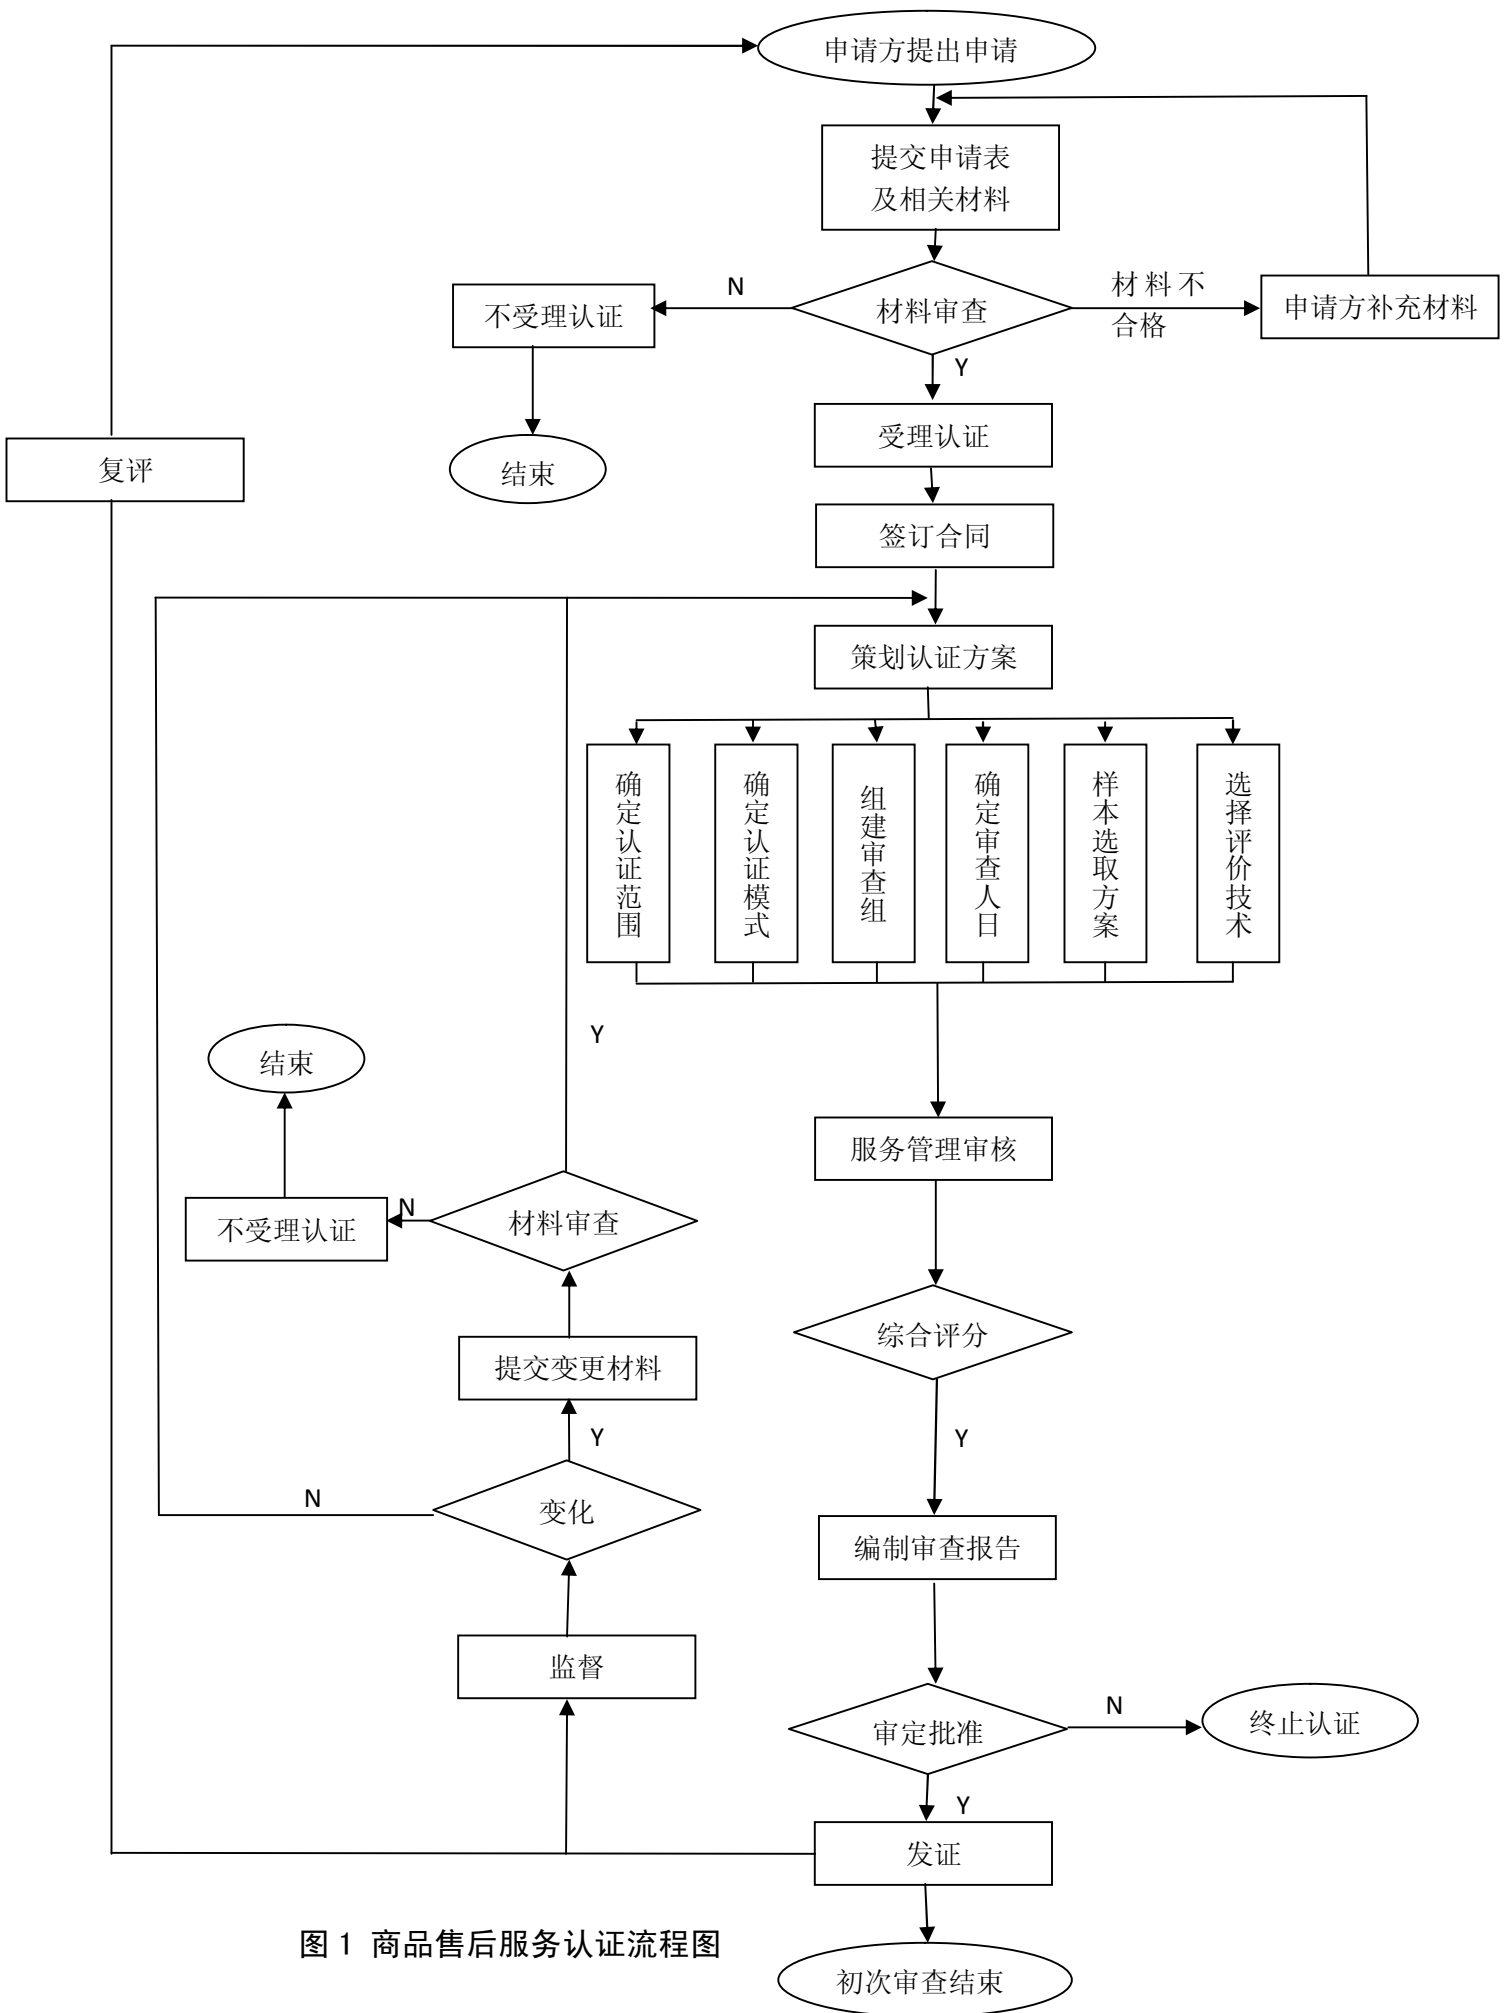 申请方提出申请
提交申请表
及相关材料
N
材料不
合格
不受理认证
材料审查
申请方补充材料
Y
受理认证
复评
结束
签订合同
策划认证方案
确定认证范围
确定认证模式
组建审查组
确定审查人日
样本选取方案
选择评价技术
Y
结束
服务管理审核
不受理认证
N
材料审查
综合评分
提交变更材料
Y
Y
N
变化
编制审查报告
监督
审定批准
N
终止认证
Y
发证
图1 商品售后服务认证流程图
初次审查结束